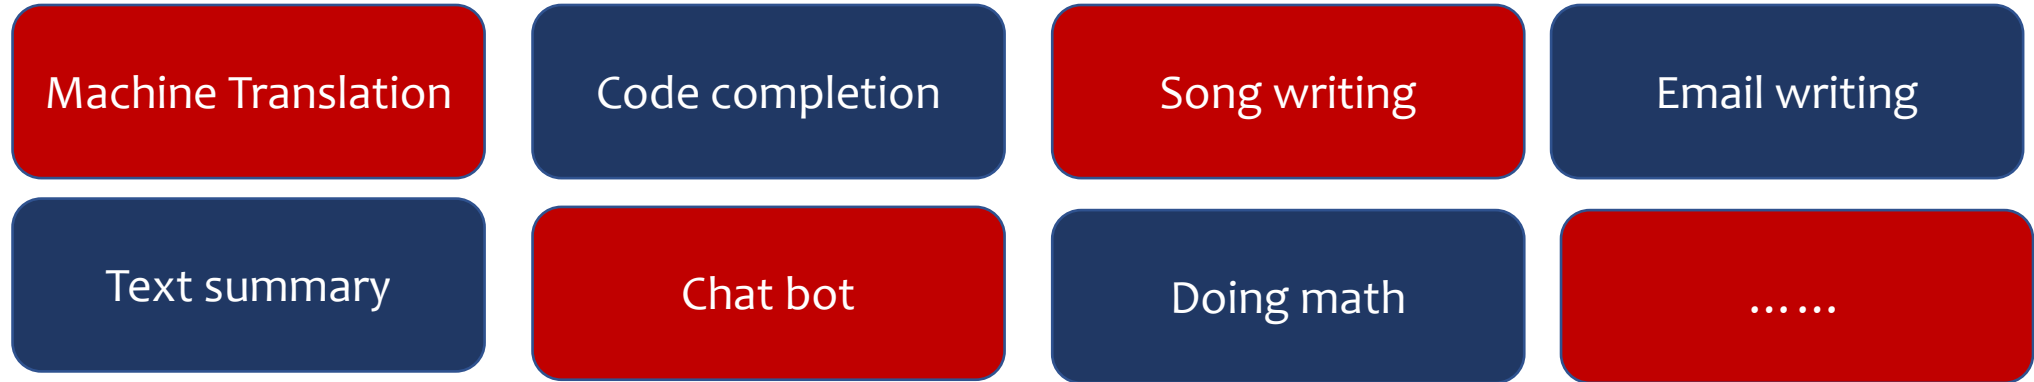 Machine Translation
Code completion
Song writing
Email writing
Text summary
Chat bot
Doing math
……